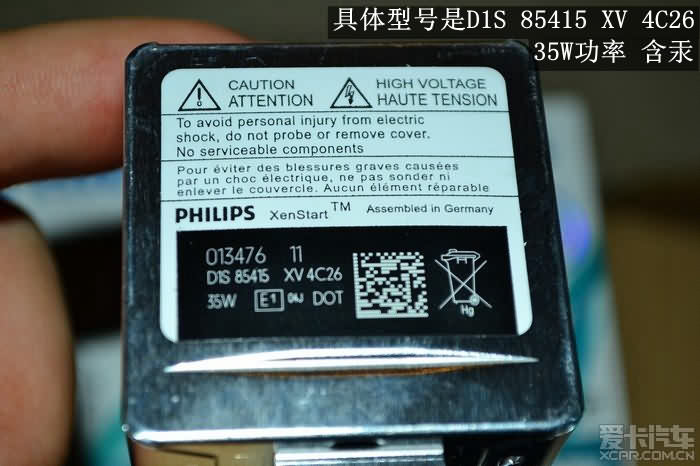 具体型号是D1S 85415 XV 4C26
35W功率 含汞
CAUTION
ATTENTION
HIGH VOLTAGE
HAUTE TENSION
To avoid personal injury from electric
shock, do not probe or remove cover.
No serviceable components
Pour éviter des blessures graves causées
par un choc électrique, ne pas sonder ni
enlever le couvercle. Aucun élément réparable
PHILIPS XenStart™ Assembled in Germany
013476 11
D1S 85415 XV 4C26
35W E1 DOT
Hg
爱卡汽车
XCAR.COM.CN